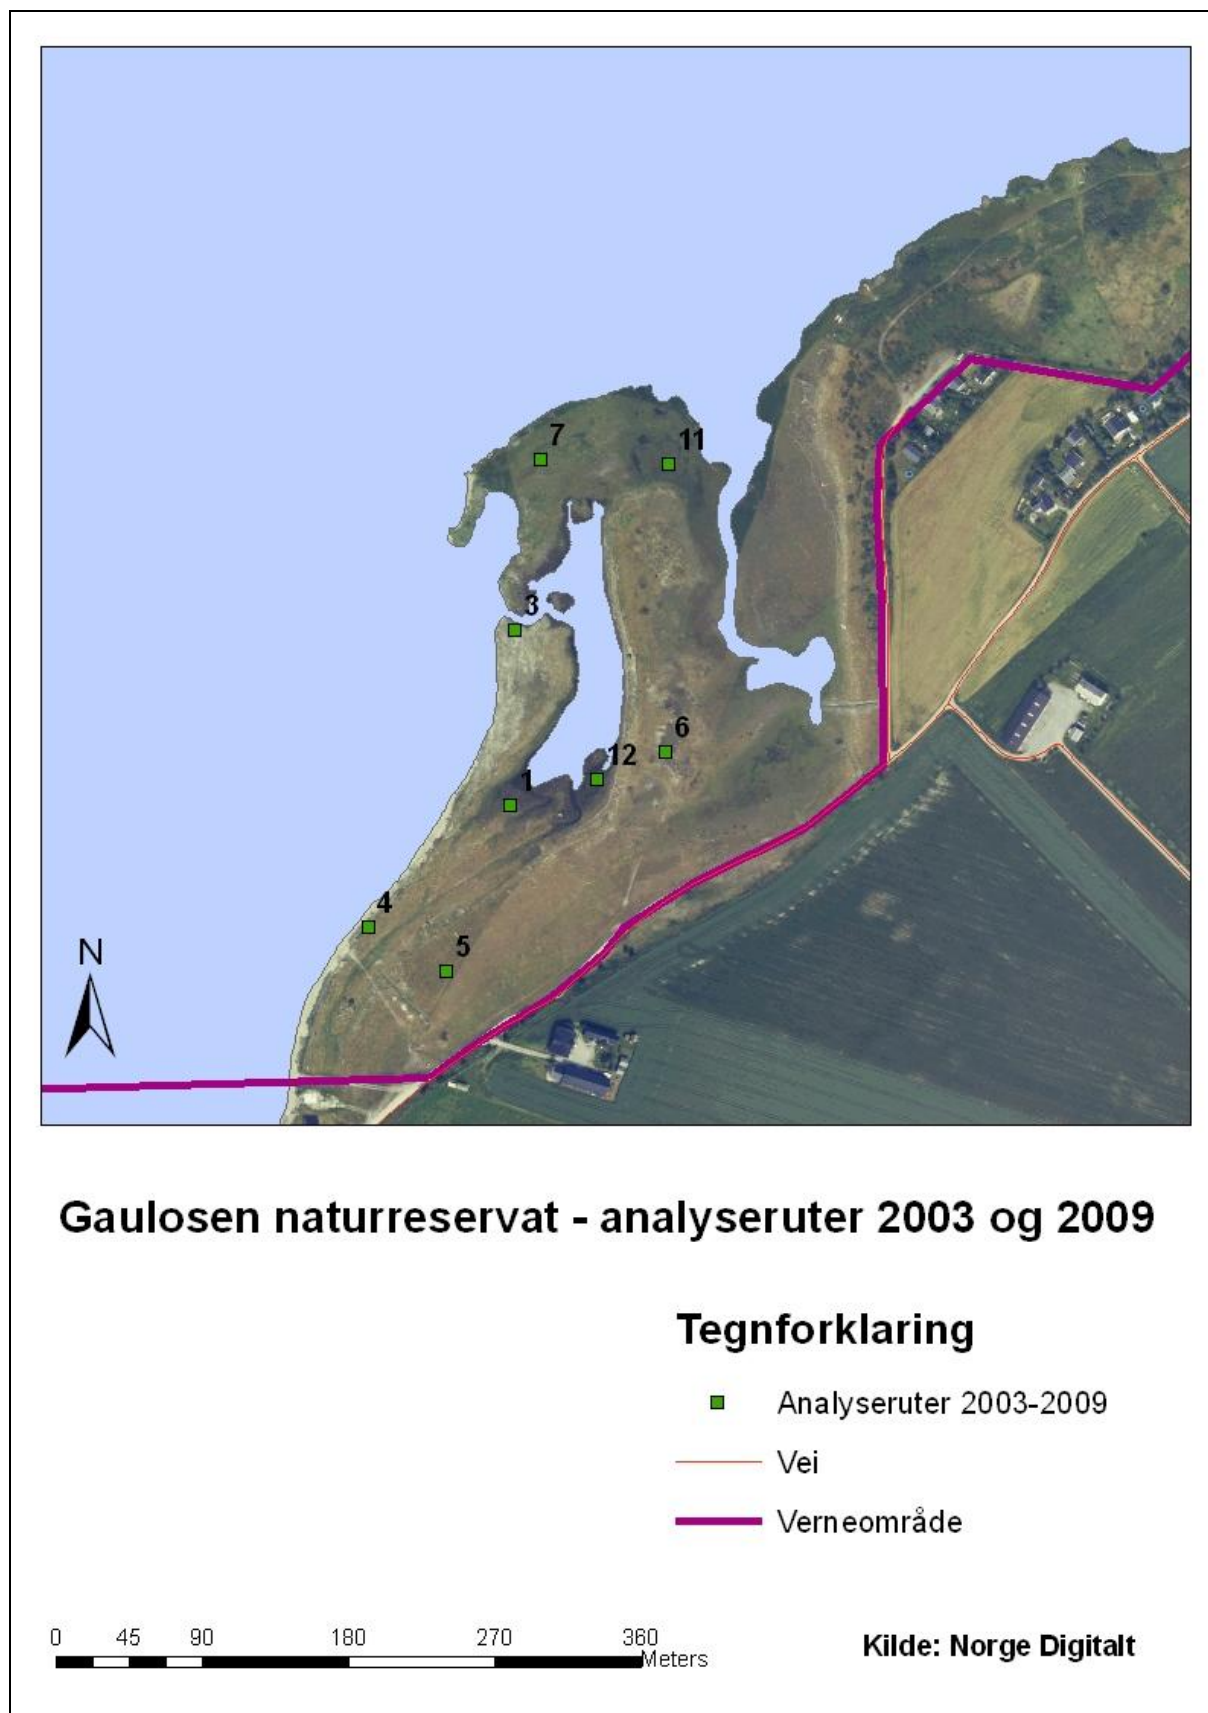 7
11
3
6
12
1
4
N
5
Gaulosen naturreservat - analyseruter 2003 og 2009
Tegnforklaring
Analyseruter 2003-2009
Vei
Verneområde
0 45 90 180 270 360
Meters
Kilde: Norge Digitalt